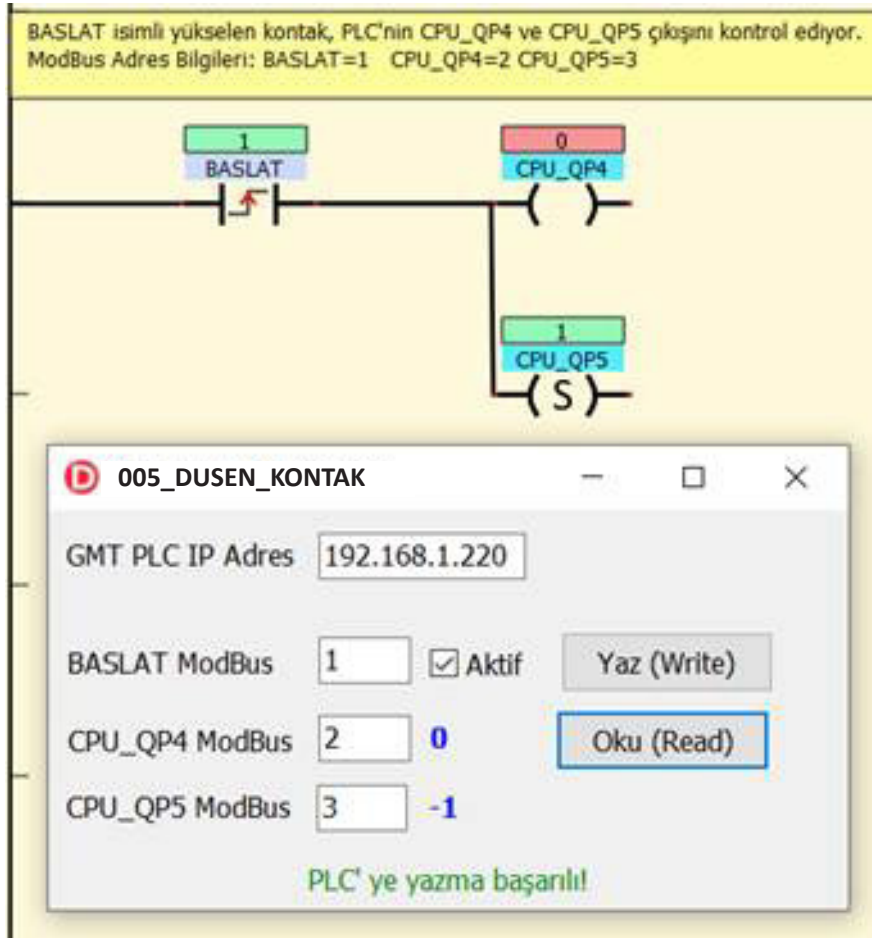 BASLAT isimli yükselen kontak, PLC'nin CPU_QP4 ve CPU_QP5 çıkışını kontrol ediyor.
ModBus Adres Bilgileri: BASLAT=1 CPU_QP4=2 CPU_QP5=3
1
BASLAT
0
CPU_QP4
1
CPU_QP5
S
005_DUSEN_KONTAK
GMT PLC IP Adres 192.168.1.220
BASLAT ModBus 1 Aktif Yaz (Write)
CPU_QP4 ModBus 2 0 Oku (Read)
CPU_QP5 ModBus 3 -1
PLC' ye yazma başarılı!